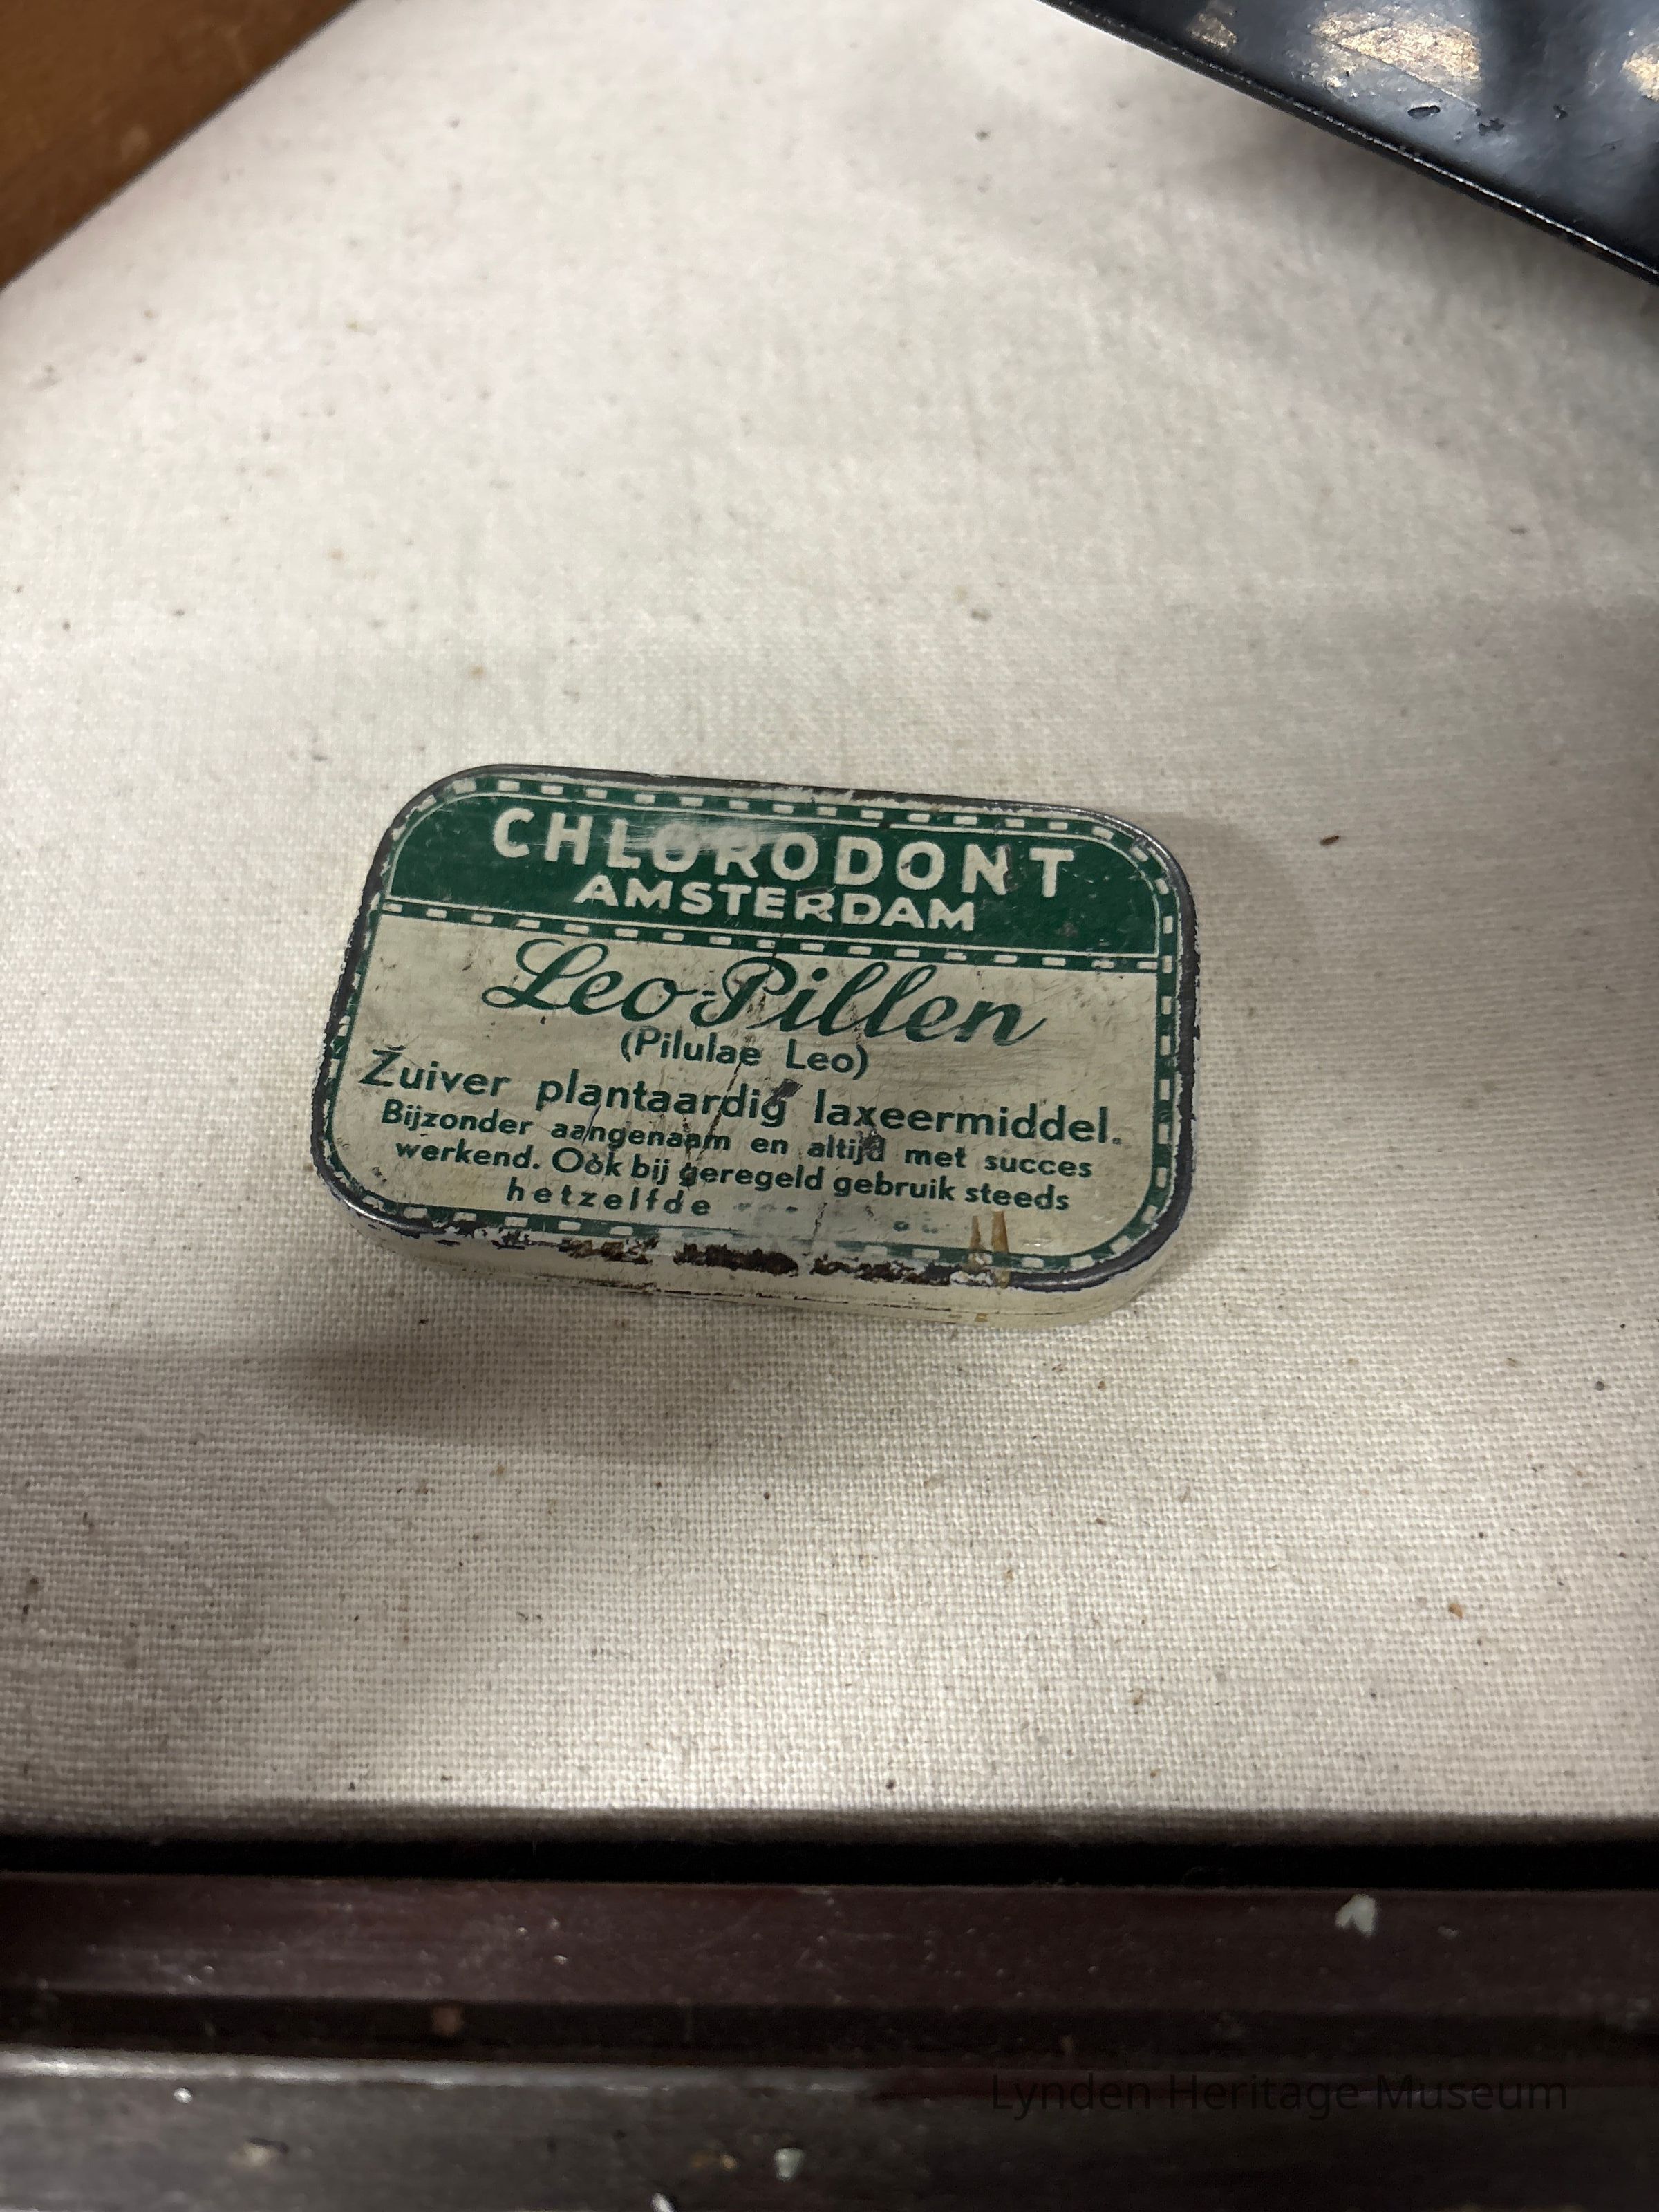 CHLORODONT
AMSTERDAM
Leo-Pillen
(Pilulae Leo)
Zuiver plantaardig laxeermiddel.
Bijzonder aangenaam en altijd met succes
werkend. Ook bij geregeld gebruik steeds
hetzelfde
Lynden Heritage Museum